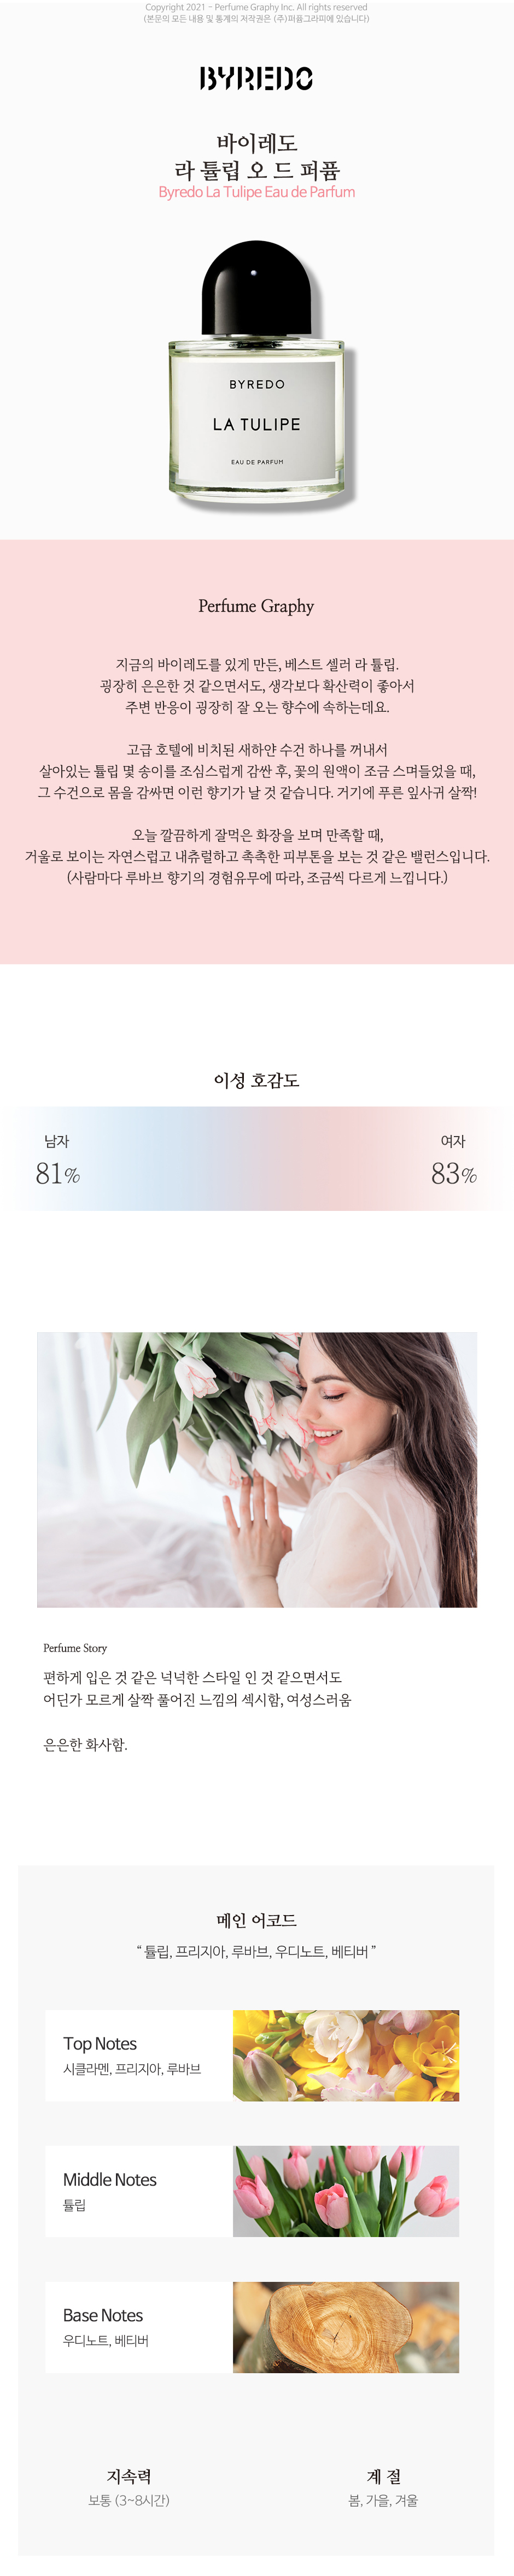 Copyright 2021 - Perfume Graphy Inc. All rights reserved
(본문의 모든 내용 및 통계의 저작권은 (주)퍼퓸그라피에 있습니다)
BYREDO
바이레도
라 튤립 오 드 퍼퓸
Byredo La Tulipe Eau de Parfum
BYREDO
LA TULIPE
EAU DE PARFUM
Perfume Graphy
지금의 바이레도를 있게 만든, 베스트 셀러 라 튤립.
굉장히 은은한 것 같으면서도, 생각보다 확산력이 좋아서
주변 반응이 굉장히 잘 오는 향수에 속하는데요.
고급 호텔에 비치된 새하얀 수건 하나를 꺼내서
살아있는 튤립 몇 송이를 조심스럽게 감싼 후, 꽃의 원액이 조금 스며들었을 때,
그 수건으로 몸을 감싸면 이런 향기가 날 것 같습니다. 거기에 푸른 잎사귀 살짝!
오늘 깔끔하게 잘먹은 화장을 보며 만족할 때,
거울로 보이는 자연스럽고 내츄럴하고 촉촉한 피부톤을 보는 것 같은 밸런스입니다.
(사람마다 루바브 향기의 경험유무에 따라, 조금씩 다르게 느낍니다.)
이성 호감도
남자 여자
81% 83%
Perfume Story
편하게 입은 것 같은 넉넉한 스타일 인 것 같으면서도
어딘가 모르게 살짝 풀어진 느낌의 섹시함, 여성스러움
은은한 화사함.
메인 어코드
“ 튤립, 프리지아, 루바브, 우디노트, 베티버 ”
Top Notes
시클라멘, 프리지아, 루바브
Middle Notes
튤립
Base Notes
우디노트, 베티버
지속력 계 절
보통 (3~8시간) 봄, 가을, 겨울